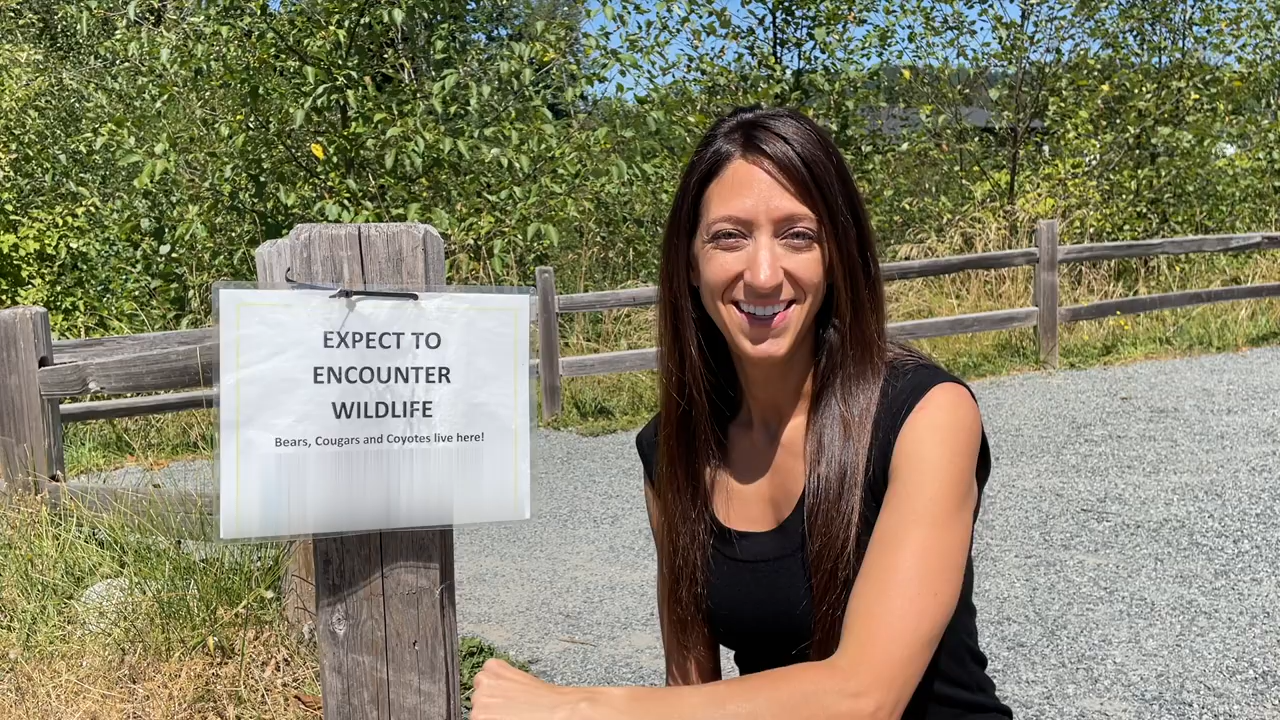 EXPECT TO
ENCOUNTER
WILDLIFE
Bears, Cougars and Coyotes live here!